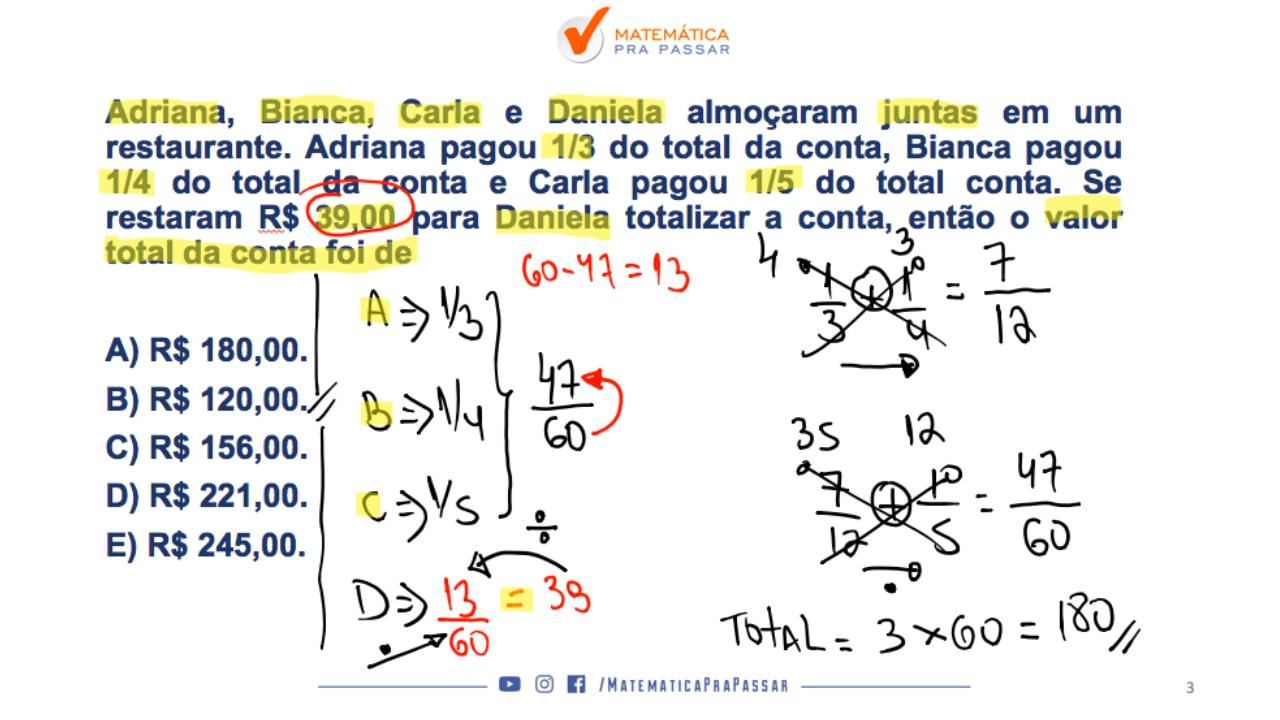 MATEMÁTICA
PRA PASSAR
Adriana, Bianca, Carla e Daniela almoçaram juntas em um
restaurante. Adriana pagou 1/3 do total da conta, Bianca pagou
1/4 do total da conta e Carla pagou 1/5 do total conta. Se
restaram R$ 39,00 para Daniela totalizar a conta, então o valor
total da conta foi de
A) R$ 180,00.
B) R$ 120,00.
C) R$ 156,00.
D) R$ 221,00.
E) R$ 245,00.
60-47=13
A => 1/3
B => 1/4
C => 1/5
47/60
÷
D => 13/60 = 39
4 3
1/3 + 1/4 = 7/12
35 12
7/12 + 1/5 = 47/60
TOTAL = 3 x 60 = 180//
/MATEMATICAPRAPASSAR
3